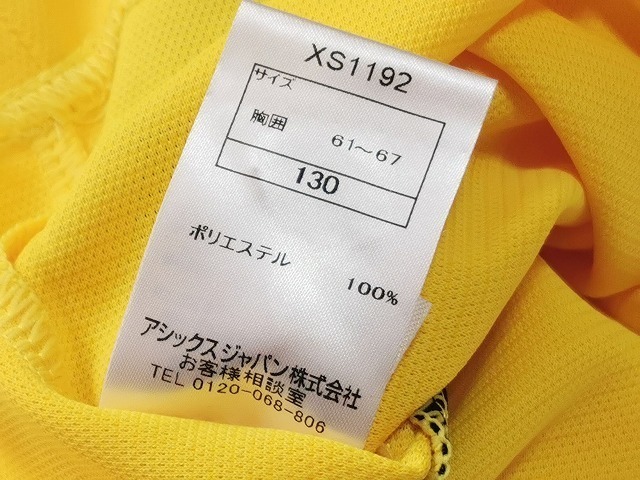 XS1192
サイズ
胸囲 61～67
130
ポリエステル 100%
アシックスジャパン株式会社
お客様相談室
TEL 0120-068-806